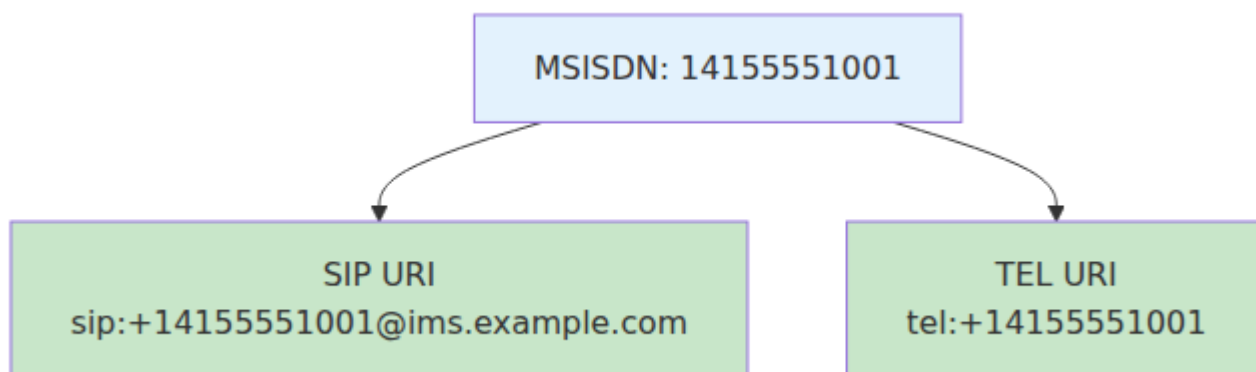 MSISDN: 14155551001
SIP URI
sip:+14155551001@ims.example.com
TEL URI
tel:+14155551001